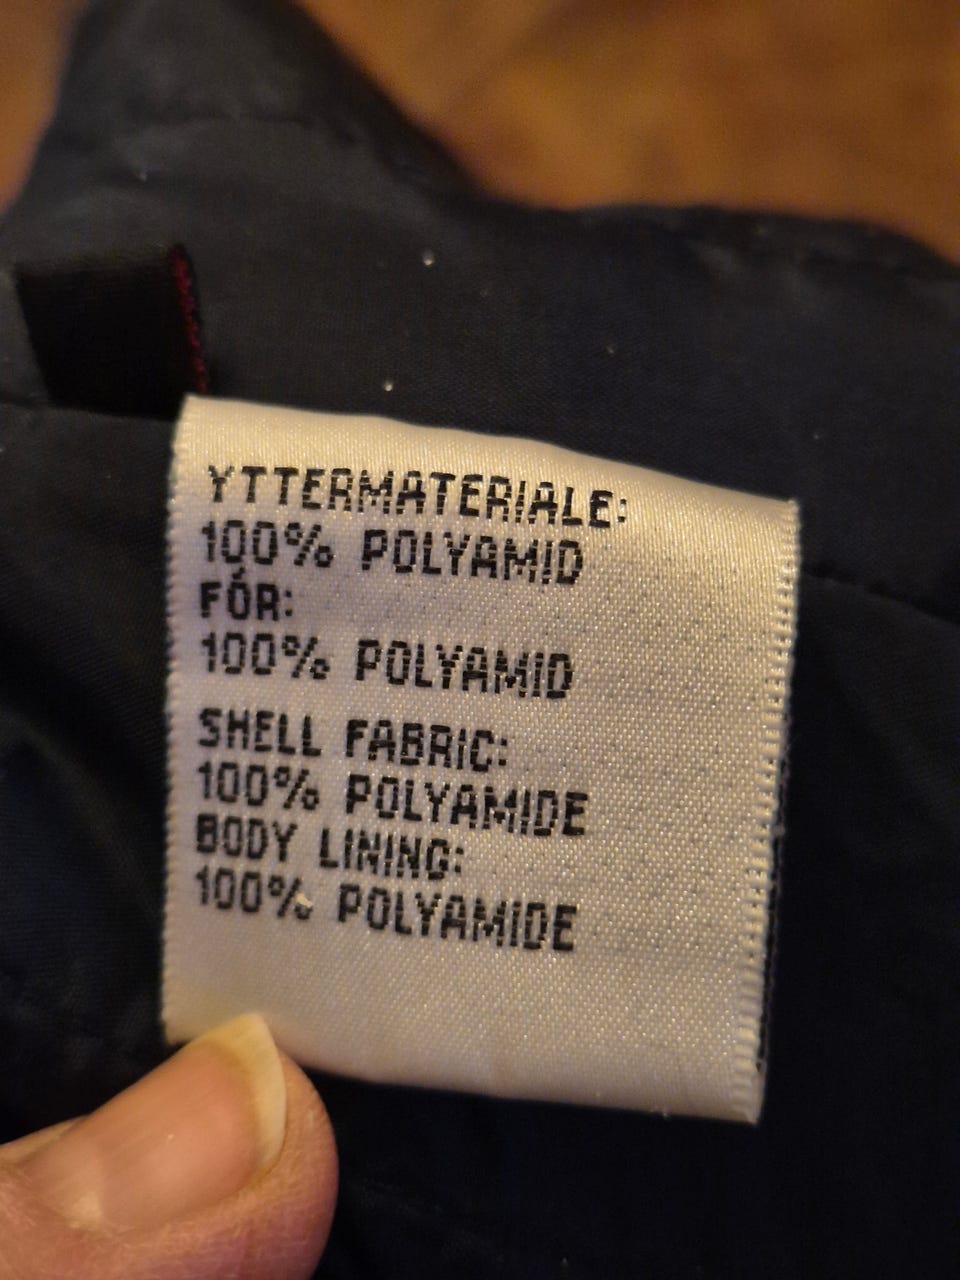 YTTERMATERIALE:
100% POLYAMID
FÓR:
100% POLYAMID
SHELL FABRIC:
100% POLYAMIDE
BODY LINING:
100% POLYAMIDE